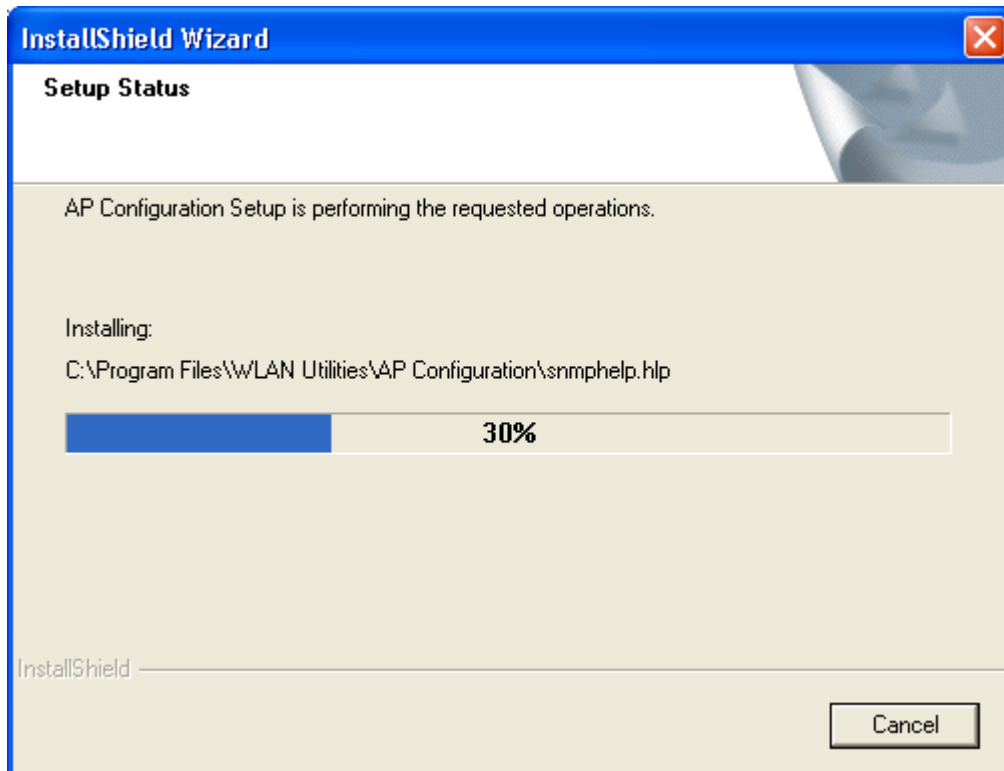 InstallShield Wizard
Setup Status
AP Configuration Setup is performing the requested operations.
Installing:
C:\Program Files\WLAN Utilities\AP Configuration\snmphelp.hlp
30%
InstallShield
Cancel